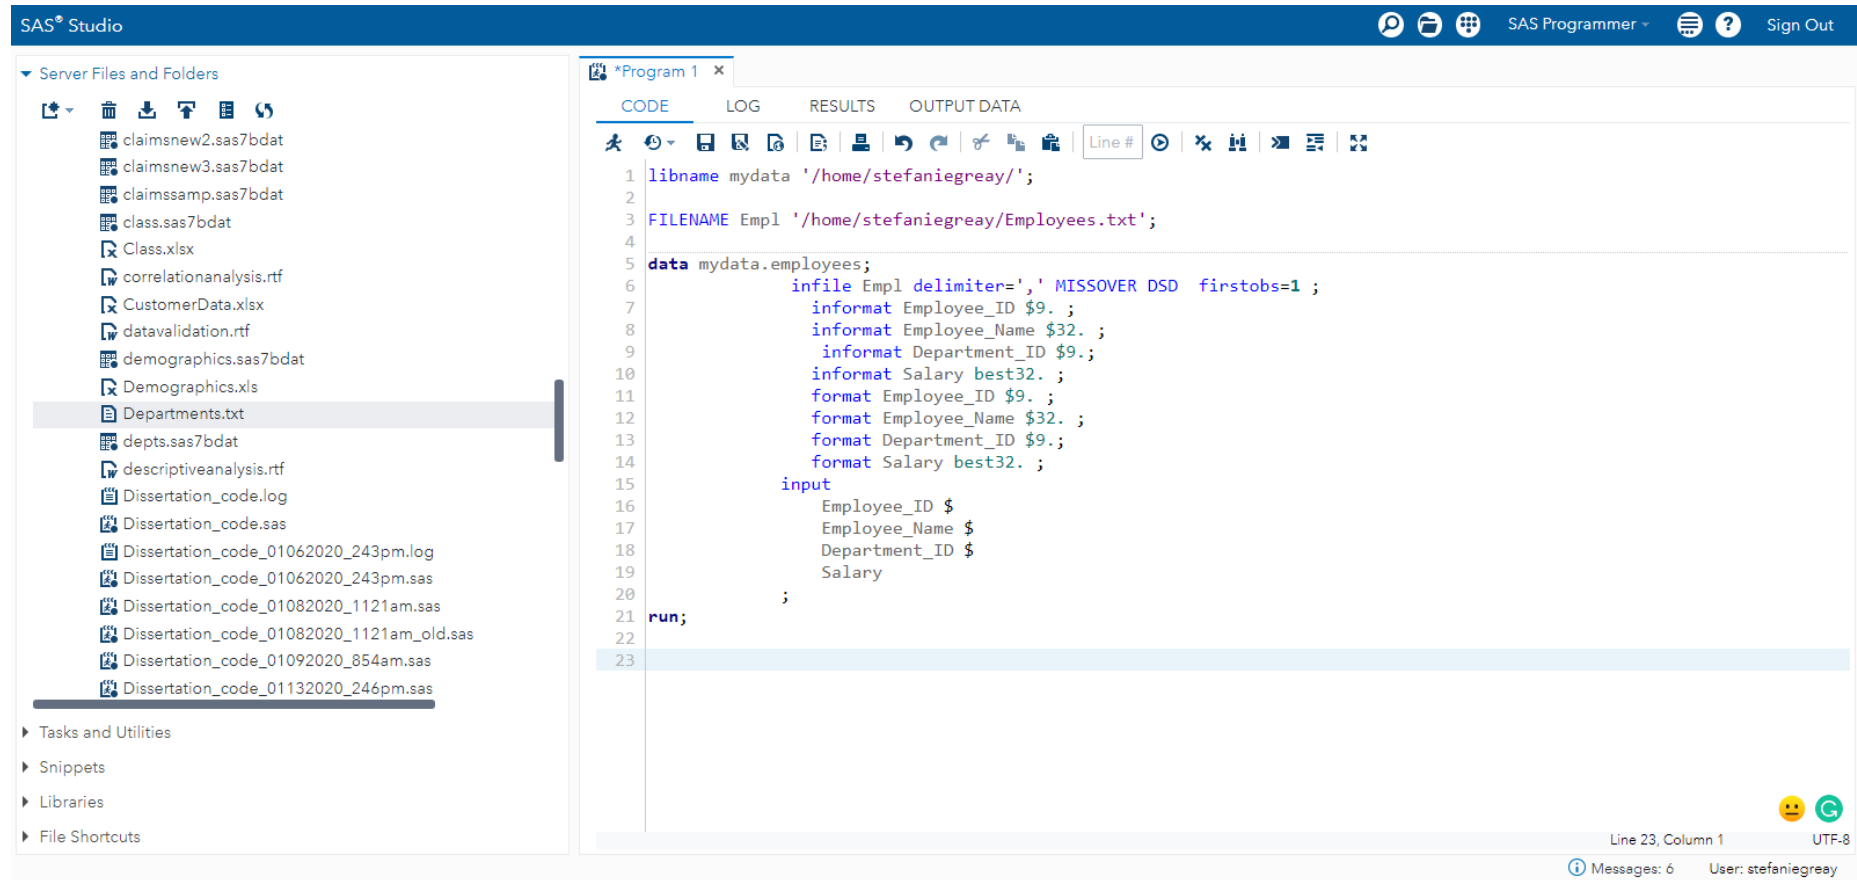 SAS® Studio
SAS Programmer
Sign Out
Server Files and Folders
claimsnew2.sas7bdat
claimsnew3.sas7bdat
claimssamp.sas7bdat
class.sas7bdat
Class.xlsx
correlationanalysis.rtf
CustomerData.xlsx
datavalidation.rtf
demographics.sas7bdat
Demographics.xls
Departments.txt
depts.sas7bdat
descriptiveanalysis.rtf
Dissertation_code.log
Dissertation_code.sas
Dissertation_code_01062020_243pm.log
Dissertation_code_01062020_243pm.sas
Dissertation_code_01082020_1121am.sas
Dissertation_code_01082020_1121am_old.sas
Dissertation_code_01092020_854am.sas
Dissertation_code_01132020_246pm.sas
Tasks and Utilities
Snippets
Libraries
File Shortcuts
*Program 1
CODE LOG RESULTS OUTPUT DATA
Line #
1 libname mydata '/home/stefaniegreay/';
2
3 FILENAME Empl '/home/stefaniegreay/Employees.txt';
4
5 data mydata.employees;
6 infile Empl delimiter=',' MISSOVER DSD firstobs=1 ;
7 informat Employee_ID $9. ;
8 informat Employee_Name $32. ;
9 informat Department_ID $9.;
10 informat Salary best32. ;
11 format Employee_ID $9. ;
12 format Employee_Name $32. ;
13 format Department_ID $9.;
14 format Salary best32. ;
15 input
16 Employee_ID $
17 Employee_Name $
18 Department_ID $
19 Salary
20 ;
21 run;
22
23
Line 23, Column 1 UTF-8
Messages: 6 User: stefaniegreay